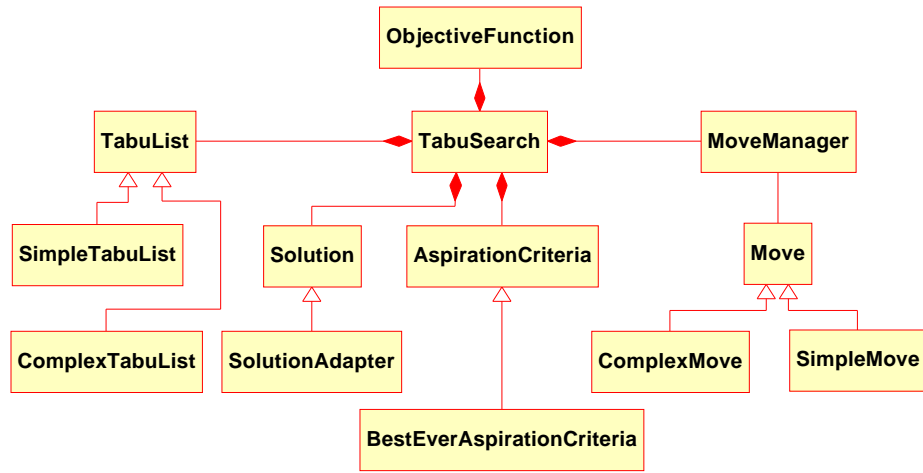 ObjectiveFunction
TabuList
TabuSearch
MoveManager
SimpleTabuList
Solution
AspirationCriteria
Move
ComplexTabuList
SolutionAdapter
ComplexMove
SimpleMove
BestEverAspirationCriteria